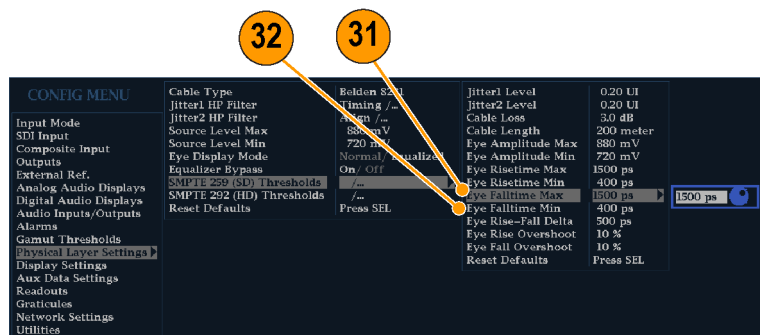 32
31
CONFIG MENU
Input Mode
SDI Input
Composite Input
Outputs
External Ref.
Analog Audio Displays
Digital Audio Displays
Audio Inputs/Outputs
Alarms
Gamut Thresholds
Physical Layer Settings
Display Settings
Aux Data Settings
Readouts
Graticules
Network Settings
Utilities
Cable Type Belden
Jitter1 HP Filter Timing /...
Jitter2 HP Filter /...
Source Level Max 880 mV
Source Level Min 720 mV
Eye Display Mode Normal/ Equalized
Equalizer Bypass On/ Off
SMPTE 259 (SD) Thresholds /...
SMPTE 292 (HD) Thresholds /...
Reset Defaults Press SEL
Jitter1 Level 0.20 UI
Jitter2 Level 0.20 UI
Cable Loss 3.0 dB
Cable Length 200 meter
Eye Amplitude Max 880 mV
Eye Amplitude Min 720 mV
Eye Risetime Max 1500 ps
Eye Risetime Min 400 ps
Eye Falltime Max 1500 ps
Eye Falltime Min 400 ps
Eye Rise-Fall Delta 500 ps
Eye Rise Overshoot 10 %
Eye Fall Overshoot 10 %
Reset Defaults Press SEL
1500 ps